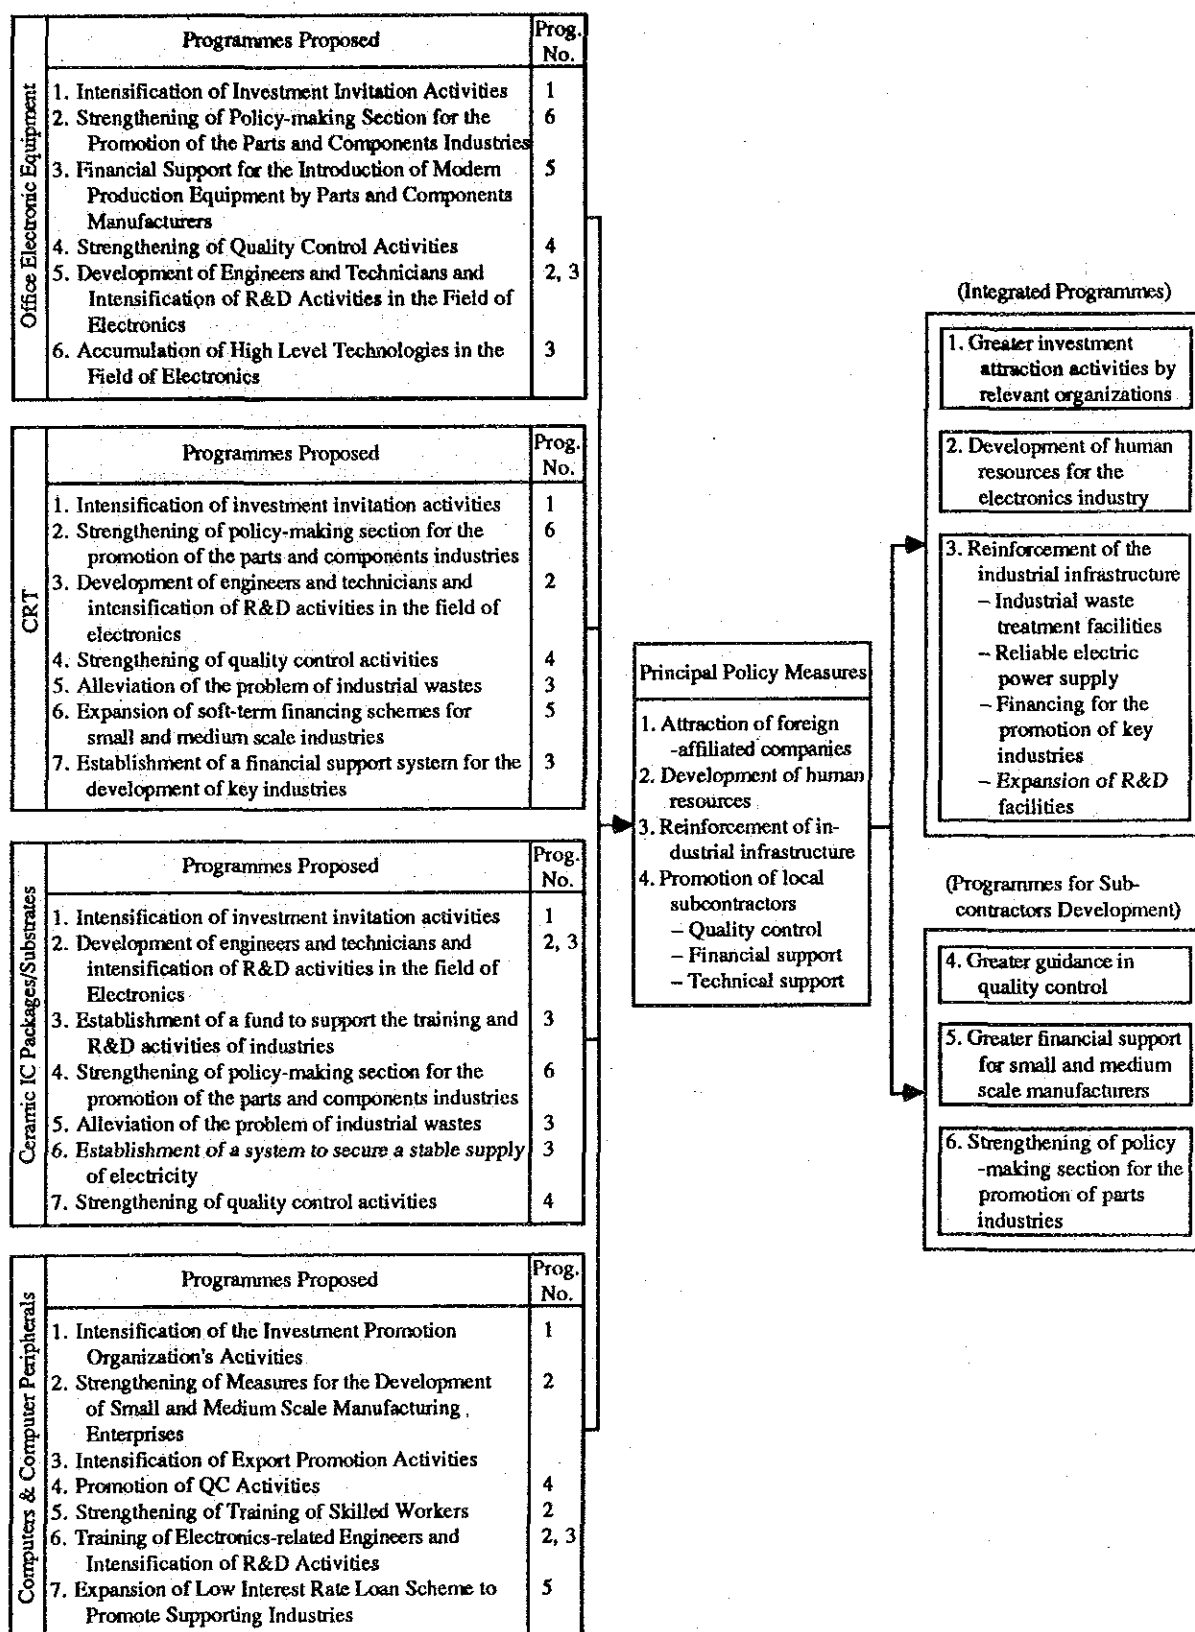 Office Electronic Equipment
Programmes Proposed
Prog.
No.
1. Intensification of Investment Invitation Activities 1
2. Strengthening of Policy-making Section for the 6
Promotion of the Parts and Components Industries
3. Financial Support for the Introduction of Modern 5
Production Equipment by Parts and Components
Manufacturers
4. Strengthening of Quality Control Activities 4
5. Development of Engineers and Technicians and 2, 3
Intensification of R&D Activities in the Field of
Electronics
6. Accumulation of High Level Technologies in the 3
Field of Electronics
CRT
Programmes Proposed
Prog.
No.
1. Intensification of investment invitation activities 1
2. Strengthening of policy-making section for the 6
promotion of the parts and components industries
3. Development of engineers and technicians and 2
intensification of R&D activities in the field of
electronics
4. Strengthening of quality control activities 4
5. Alleviation of the problem of industrial wastes 3
6. Expansion of soft-term financing schemes for 5
small and medium scale industries
7. Establishment of a financial support system for the 3
development of key industries
Ceramic IC Packages/Substrates
Programmes Proposed
Prog.
No.
1. Intensification of investment invitation activities 1
2. Development of engineers and technicians and 2, 3
intensification of R&D activities in the field of
Electronics
3. Establishment of a fund to support the training and 3
R&D activities of industries
4. Strengthening of policy-making section for the 6
promotion of the parts and components industries
5. Alleviation of the problem of industrial wastes 3
6. Establishment of a system to secure a stable supply 3
of electricity
7. Strengthening of quality control activities 4
Computers & Computer Peripherals
Programmes Proposed
Prog.
No.
1. Intensification of the Investment Promotion 1
Organization's Activities
2. Strengthening of Measures for the Development 2
of Small and Medium Scale Manufacturing
Enterprises
3. Intensification of Export Promotion Activities
4. Promotion of QC Activities 4
5. Strengthening of Training of Skilled Workers 2
6. Training of Electronics-related Engineers and 2, 3
Intensification of R&D Activities
7. Expansion of Low Interest Rate Loan Scheme to 5
Promote Supporting Industries
Principal Policy Measures
1. Attraction of foreign
-affiliated companies
2. Development of human
resources
3. Reinforcement of in-
dustrial infrastructure
4. Promotion of local
subcontractors
– Quality control
– Financial support
– Technical support
(Integrated Programmes)
1. Greater investment
attraction activities by
relevant organizations
2. Development of human
resources for the
electronics industry
3. Reinforcement of the
industrial infrastructure
– Industrial waste
treatment facilities
– Reliable electric
power supply
– Financing for the
promotion of key
industries
– Expansion of R&D
facilities
(Programmes for Sub-
contractors Development)
4. Greater guidance in
quality control
5. Greater financial support
for small and medium
scale manufacturers
6. Strengthening of policy
-making section for the
promotion of parts
industries